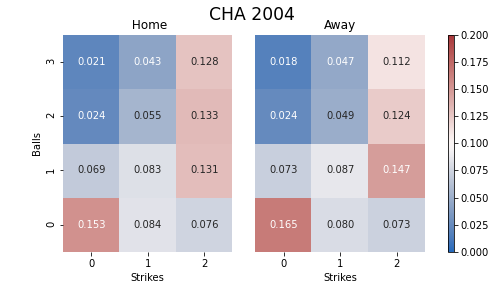 CHA 2004
Home Away
3 0.021 0.043 0.128 0.018 0.047 0.112
2 0.024 0.055 0.133 0.024 0.049 0.124
1 0.069 0.083 0.131 0.073 0.087 0.147
0 0.153 0.084 0.076 0.165 0.080 0.073
Balls
0 1 2 0 1 2
Strikes Strikes
0.200
0.175
0.150
0.125
0.100
0.075
0.050
0.025
0.000